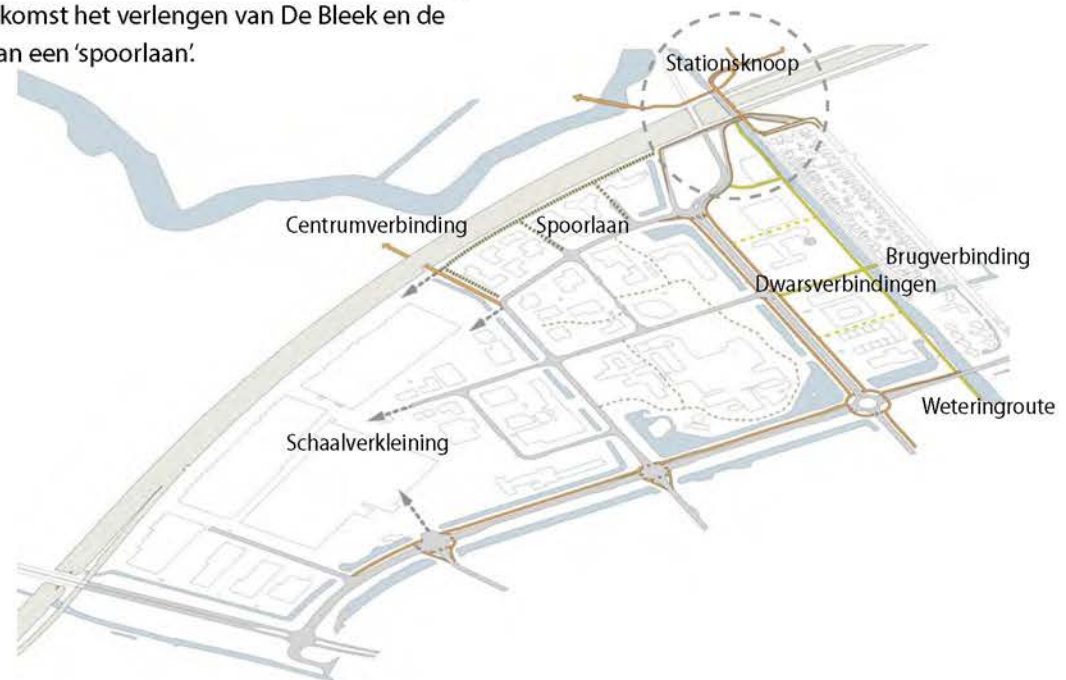 komst het verlengen van De Bleek en de
an een ‘spoorlaan’.
Stationsknoop
Centrumverbinding
Spoorlaan
Brugverbinding
Dwarsverbindingen
Weteringroute
Schaalverkleining